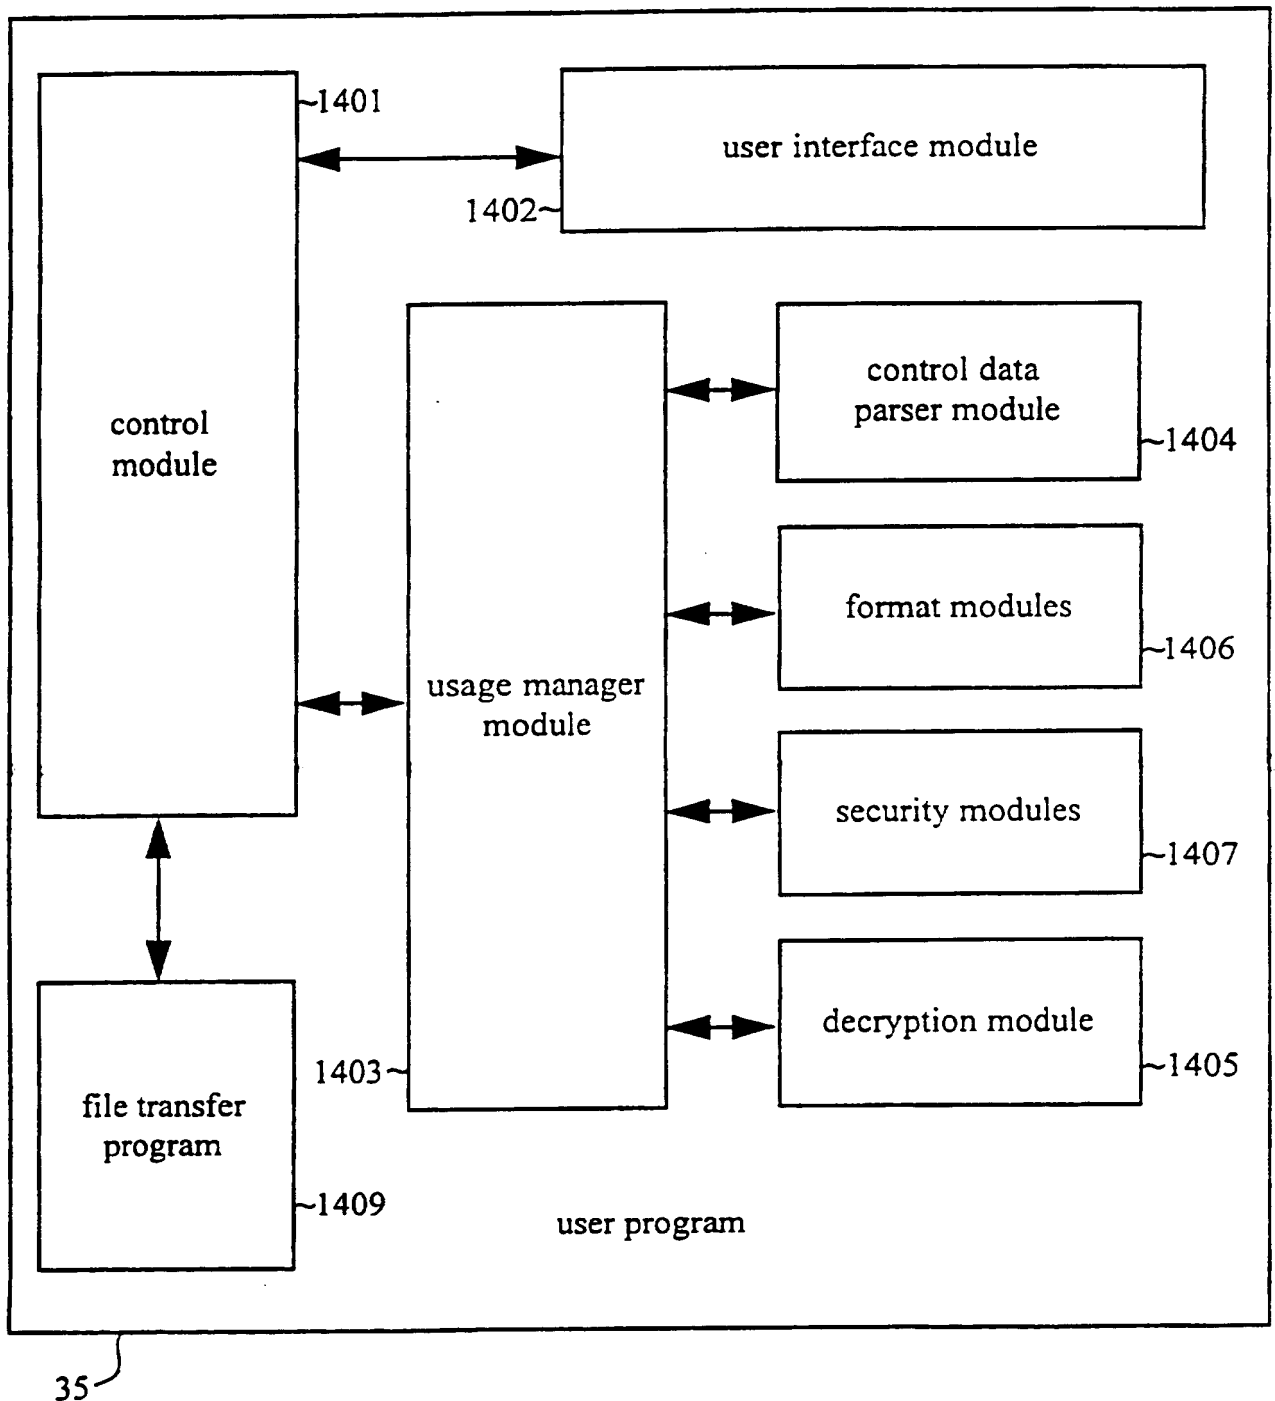 1401
user interface module
1402
control data
parser module
1404
control
module
format modules
1406
usage manager
module
security modules
1407
decryption module
1405
1403
file transfer
program
1409
user program
35